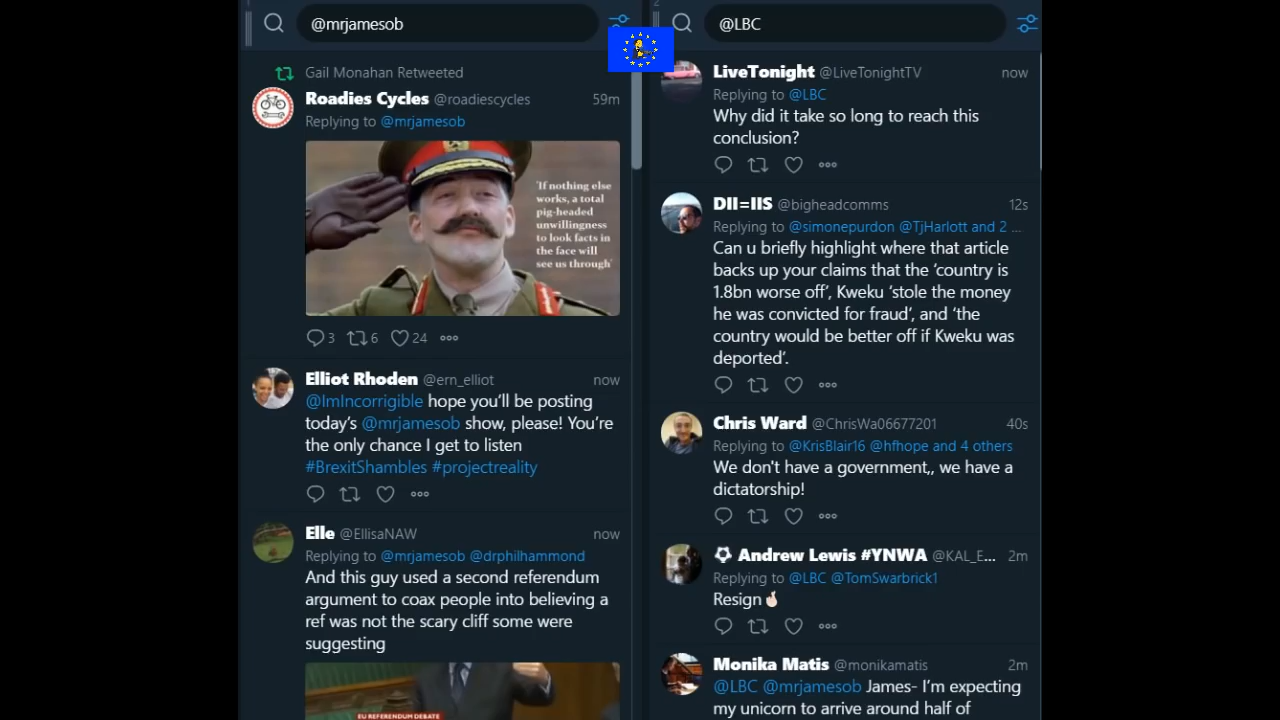 1
@mrjamesob
Gail Monahan Retweeted
Roadies Cycles @roadiescycles 59m
Replying to @mrjamesob
'If nothing else
works, a total
pig-headed
unwillingness
to look facts in
the face will
see us through'
3 6 24
Elliot Rhoden @ern_elliot now
@ImIncorrigible hope you'll be posting
today's @mrjamesob show, please! You're
the only chance I get to listen
#BrexitShambles #projectreality
Elle @EllisaNAW now
Replying to @mrjamesob @drphilhammond
And this guy used a second referendum
argument to coax people into believing a
ref was not the scary cliff some were
suggesting
EU REFERENDUM DEBATE
2
@LBC
LiveTonight @LiveTonightTV now
Replying to @LBC
Why did it take so long to reach this
conclusion?
DII=IIS @bigheadcomms 12s
Replying to @simonepurdon @TjHarlott and 2 ...
Can u briefly highlight where that article
backs up your claims that the 'country is
1.8bn worse off', Kweku 'stole the money
he was convicted for fraud', and 'the
country would be better off if Kweku was
deported'.
Chris Ward @ChrisWa06677201 40s
Replying to @KrisBlair16 @hfhope and 4 others
We don't have a government,, we have a
dictatorship!
Andrew Lewis #YNWA @KAL_E... 2m
Replying to @LBC @TomSwarbrick1
Resign🤞🏻
Monika Matis @monikamatis 2m
@LBC @mrjamesob James- I'm expecting
my unicorn to arrive around half of